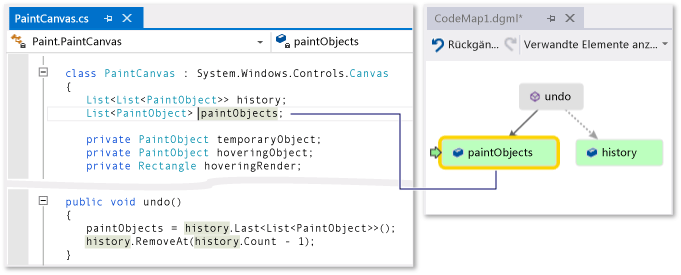 PaintCanvas.cs
Paint.PaintCanvas
paintObjects
class PaintCanvas : System.Windows.Controls.Canvas
{
List<List<PaintObject>> history;
List<PaintObject> paintObjects;
private PaintObject temporaryObject;
private PaintObject hoveringObject;
private Rectangle hoveringRender;
public void undo()
{
paintObjects = history.Last<List<PaintObject>>();
history.RemoveAt(history.Count - 1);
}
CodeMap1.dgml*
Rückgän...
Verwandte Elemente anz...
undo
paintObjects
history